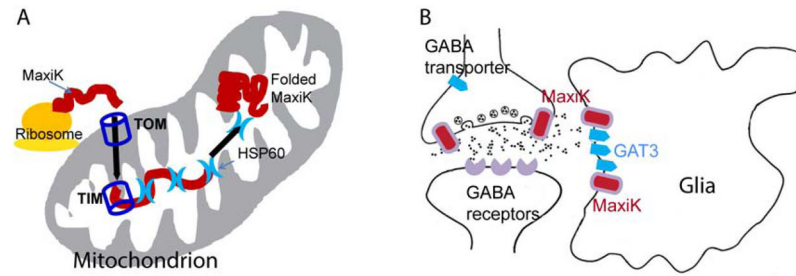 A
MaxiK
Ribosome
TOM
TIM
Folded
MaxiK
HSP60
Mitochondrion
B
GABA
transporter
MaxiK
GAT3
GABA
receptors
MaxiK
Glia